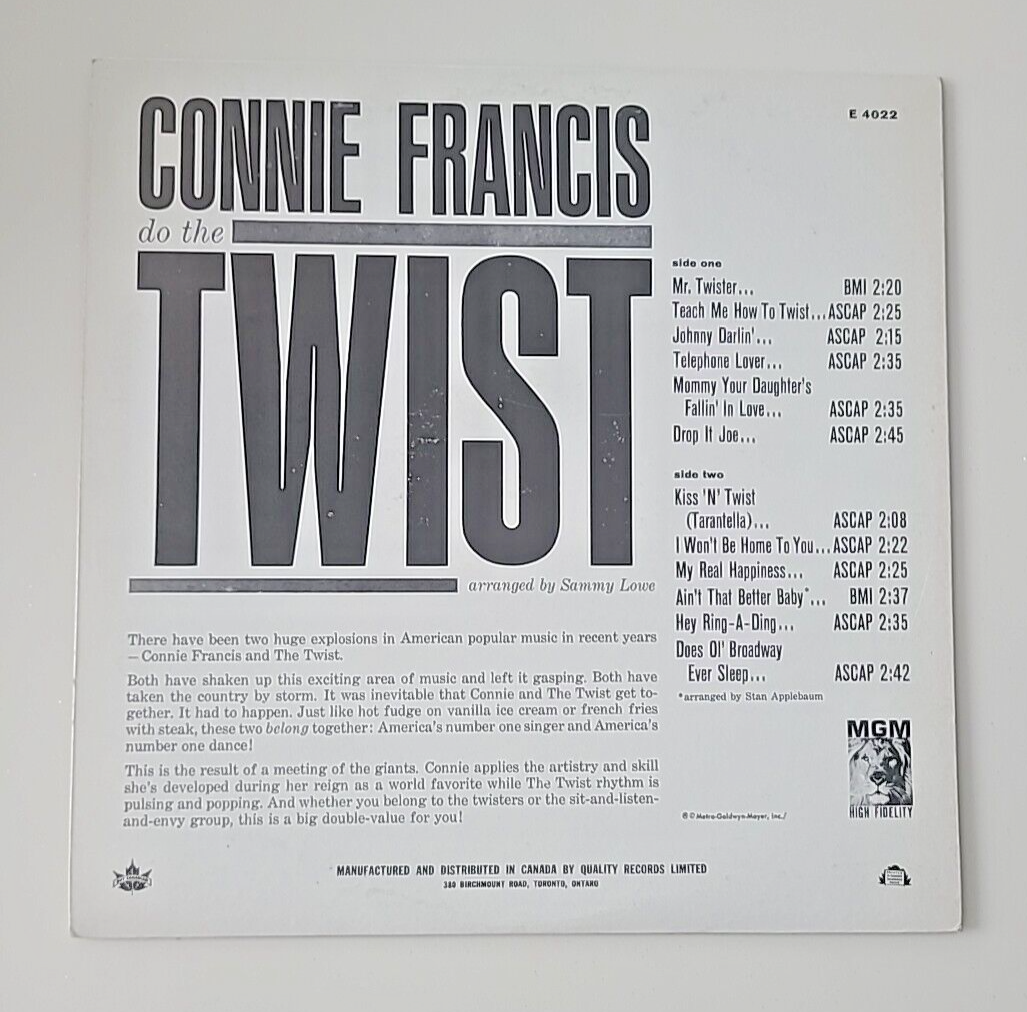 CONNIE FRANCIS
E 4022
do the
TWIST
arranged by Sammy Lowe
There have been two huge explosions in American popular music in recent years
— Connie Francis and The Twist.
Both have shaken up this exciting area of music and left it gasping. Both have
taken the country by storm. It was inevitable that Connie and The Twist get to-
gether. It had to happen. Just like hot fudge on vanilla ice cream or french fries
with steak, these two belong together: America's number one singer and America's
number one dance!
This is the result of a meeting of the giants. Connie applies the artistry and skill
she's developed during her reign as a world favorite while The Twist rhythm is
pulsing and popping. And whether you belong to the twisters or the sit-and-listen-
and-envy group, this is a big double-value for you!
side one
Mr. Twister... BMI 2:20
Teach Me How To Twist... ASCAP 2:25
Johnny Darlin'... ASCAP 2:15
Telephone Lover... ASCAP 2:35
Mommy Your Daughter's
Fallin' In Love... ASCAP 2:35
Drop It Joe... ASCAP 2:45
side two
Kiss 'N' Twist
(Tarantella)... ASCAP 2:08
I Won't Be Home To You... ASCAP 2:22
My Real Happiness... ASCAP 2:25
Ain't That Better Baby*... BMI 2:37
Hey Ring-A-Ding... ASCAP 2:35
Does Ol' Broadway
Ever Sleep... ASCAP 2:42
*arranged by Stan Applebaum
MGM
HIGH FIDELITY
℗ © Metro-Goldwyn-Mayer, Inc./
MANUFACTURED AND DISTRIBUTED IN CANADA BY QUALITY RECORDS LIMITED
380 BIRCHMOUNT ROAD, TORONTO, ONTARIO